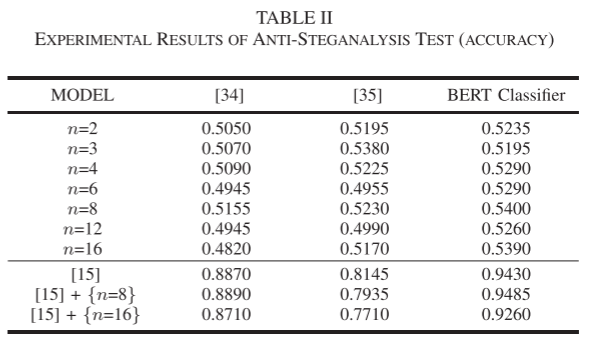 TABLE II
EXPERIMENTAL RESULTS OF ANTI-STEGANALYSIS TEST (ACCURACY)
MODEL [34] [35] BERT Classifier
n=2 0.5050 0.5195 0.5235
n=3 0.5070 0.5380 0.5195
n=4 0.5090 0.5225 0.5290
n=6 0.4945 0.4955 0.5290
n=8 0.5155 0.5230 0.5400
n=12 0.4945 0.4990 0.5260
n=16 0.4820 0.5170 0.5390
[15] 0.8870 0.8145 0.9430
[15] + {n=8} 0.8890 0.7935 0.9485
[15] + {n=16} 0.8710 0.7710 0.9260